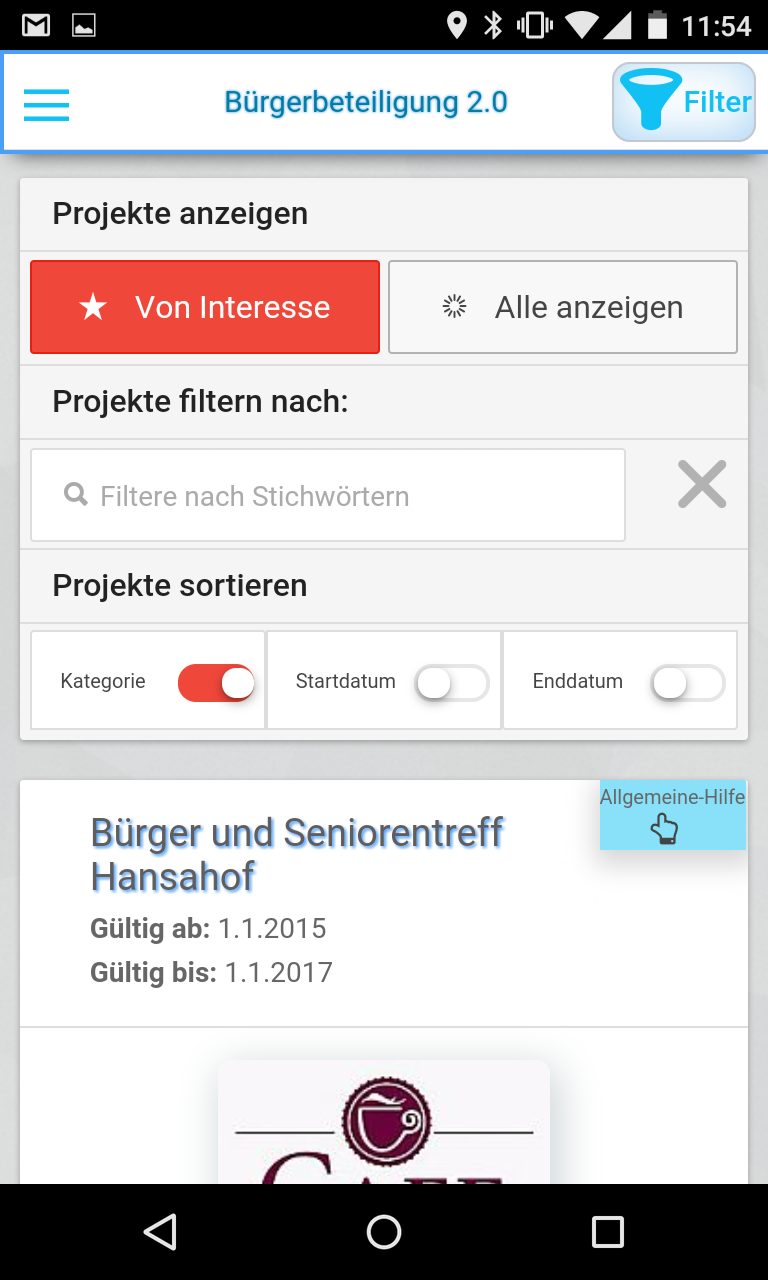 11:54
Bürgerbeteiligung 2.0
Filter
Projekte anzeigen
Von Interesse
Alle anzeigen
Projekte filtern nach:
Filtere nach Stichwörtern
Projekte sortieren
Kategorie
Startdatum
Enddatum
Allgemeine-Hilfe
Bürger und Seniorentreff
Hansahof
Gültig ab: 1.1.2015
Gültig bis: 1.1.2017